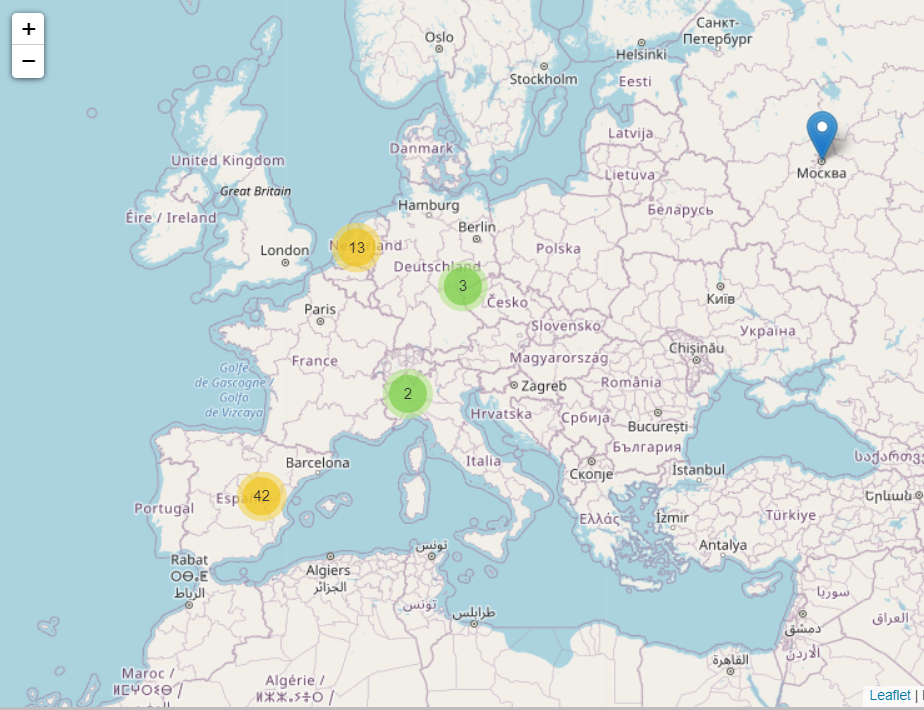 +
−
Oslo
Санкт-
Петербург
Helsinki
Stockholm
Eesti
Latvija
Danmark
United Kingdom
Москва
Lietuva
Great Britain
Hamburg
Беларусь
Éire / Ireland
Berlin
London
13
Polska
Deutschland
3
Київ
Česko
Paris
Slovensko
Україна
Chișinău
France
Magyarország
Golfe
de Gascogne /
Golfo
de Vizcaya
România
Zagreb
2
Hrvatska
Србија
București
България
Barcelona
Italia
Скопје
İstanbul
42
Portugal
Ελλάς
İzmir
Türkiye
Երևան
Antalya
تونس
Rabat
ⵔⴱⴰⵟ
الرباط
Algiers
الجزائر
سوريا
تونس
طرابلس
العراق
دمشق
الأردن
القاهرة
Maroc /
Algérie /
Leaflet |